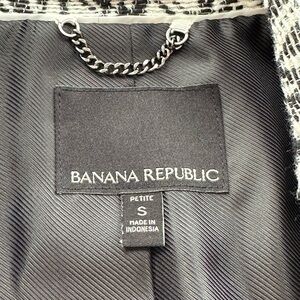 BANANA REPUBLIC
PETITE
S
MADE IN
INDONESIA